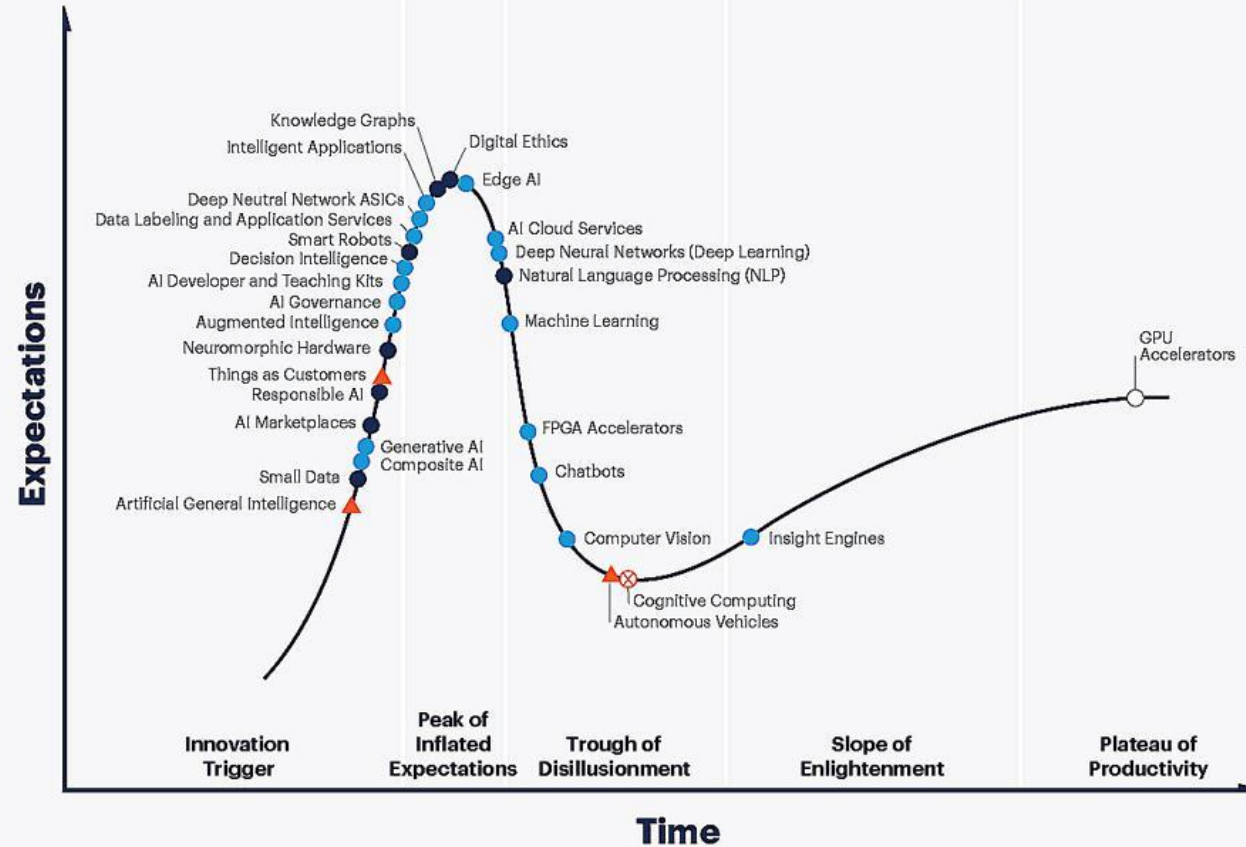 Knowledge Graphs
Intelligent Applications
Digital Ethics
Edge AI
Deep Neutral Network ASICs
Data Labeling and Application Services
Smart Robots
Decision Intelligence
AI Developer and Teaching Kits
AI Governance
Augmented Intelligence
Neuromorphic Hardware
Things as Customers
Responsible AI
AI Marketplaces
Generative AI
Composite AI
Small Data
Artificial General Intelligence
AI Cloud Services
Deep Neural Networks (Deep Learning)
Natural Language Processing (NLP)
Machine Learning
FPGA Accelerators
Chatbots
Computer Vision
Cognitive Computing
Autonomous Vehicles
Insight Engines
GPU
Accelerators
Expectations
Innovation
Trigger
Peak of
Inflated
Expectations
Trough of
Disillusionment
Slope of
Enlightenment
Plateau of
Productivity
Time